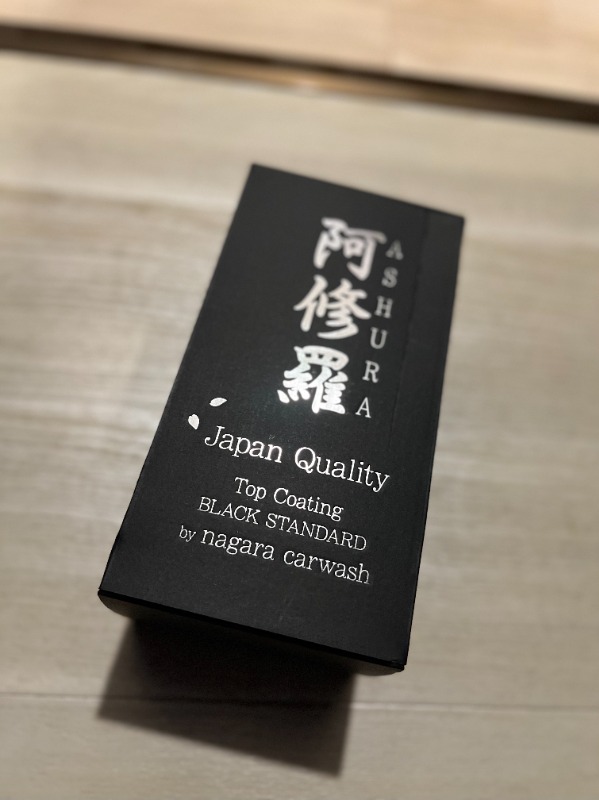 阿修羅
ASHURA
Japan Quality
Top Coating
BLACK STANDARD
by nagara carwash